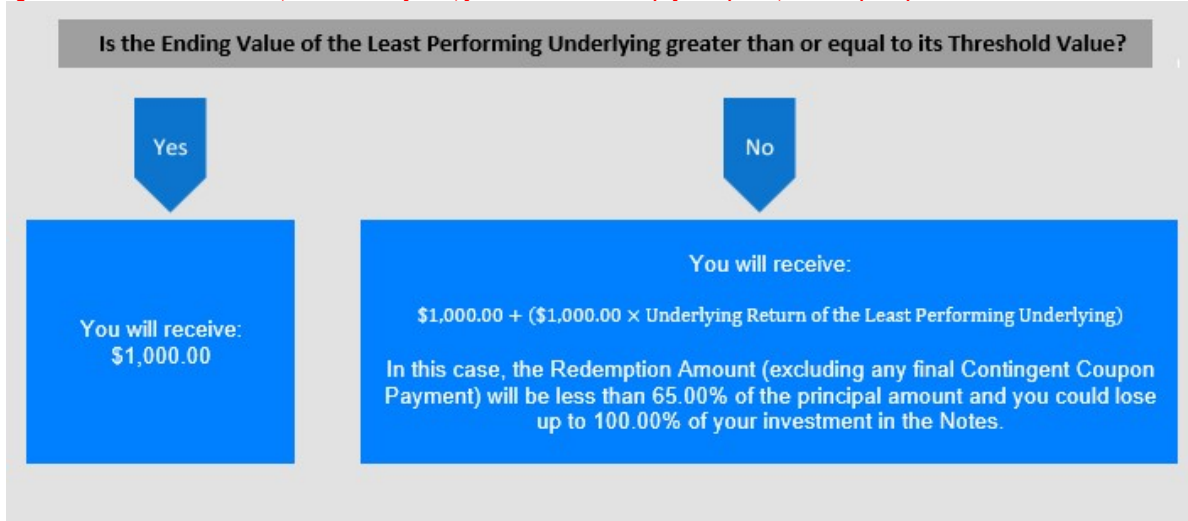 Is the Ending Value of the Least Performing Underlying greater than or equal to its Threshold Value?
Yes
No
You will receive:
$1,000.00
You will receive:
$1,000.00 + ($1,000.00 × Underlying Return of the Least Performing Underlying)
In this case, the Redemption Amount (excluding any final Contingent Coupon
Payment) will be less than 65.00% of the principal amount and you could lose
up to 100.00% of your investment in the Notes.